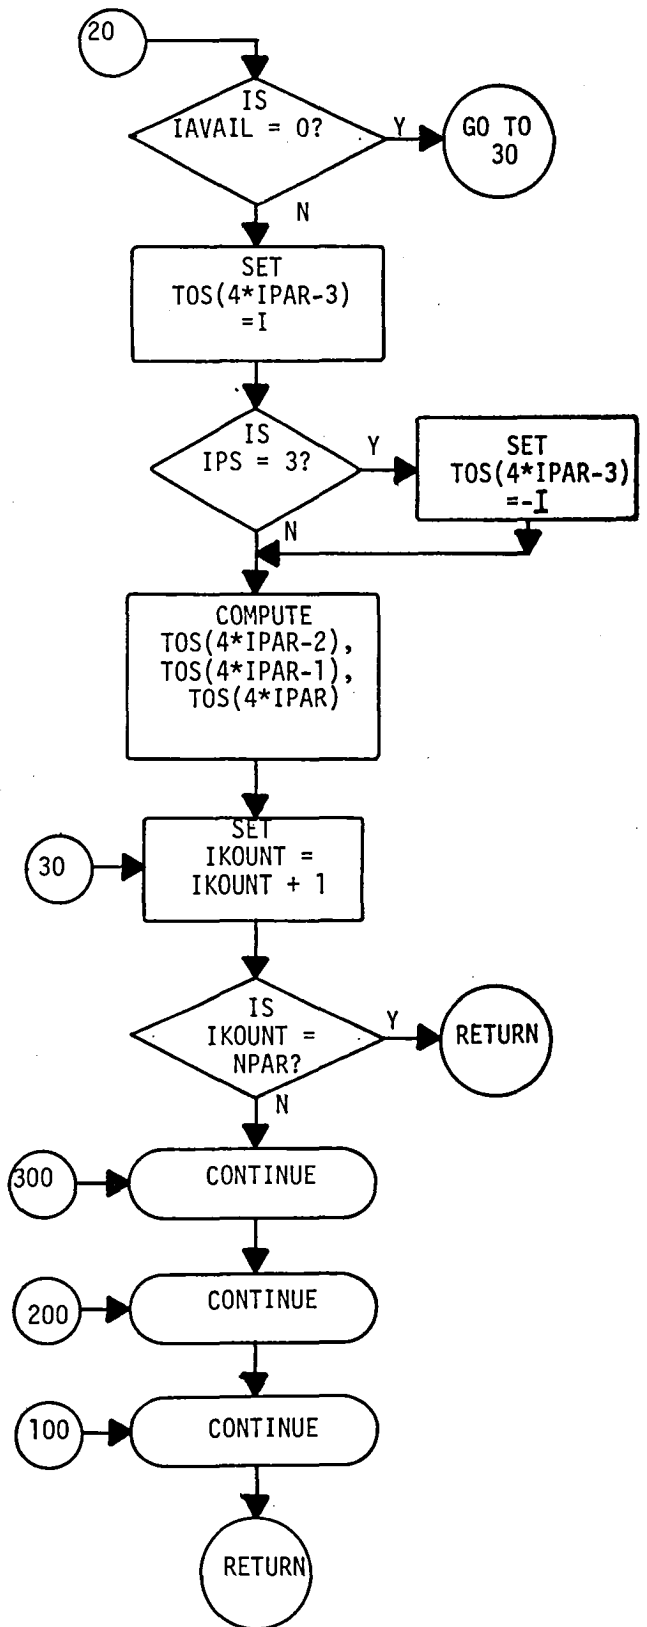 20
IS
IAVAIL = 0?
Y
GO TO
30
N
SET
TOS(4*IPAR-3)
=I
IS
IPS = 3?
Y
SET
TOS(4*IPAR-3)
=-I
N
COMPUTE
TOS(4*IPAR-2),
TOS(4*IPAR-1),
TOS(4*IPAR)
30
SET
IKOUNT =
IKOUNT + 1
IS
IKOUNT =
NPAR?
Y
RETURN
N
300
CONTINUE
200
CONTINUE
100
CONTINUE
RETURN